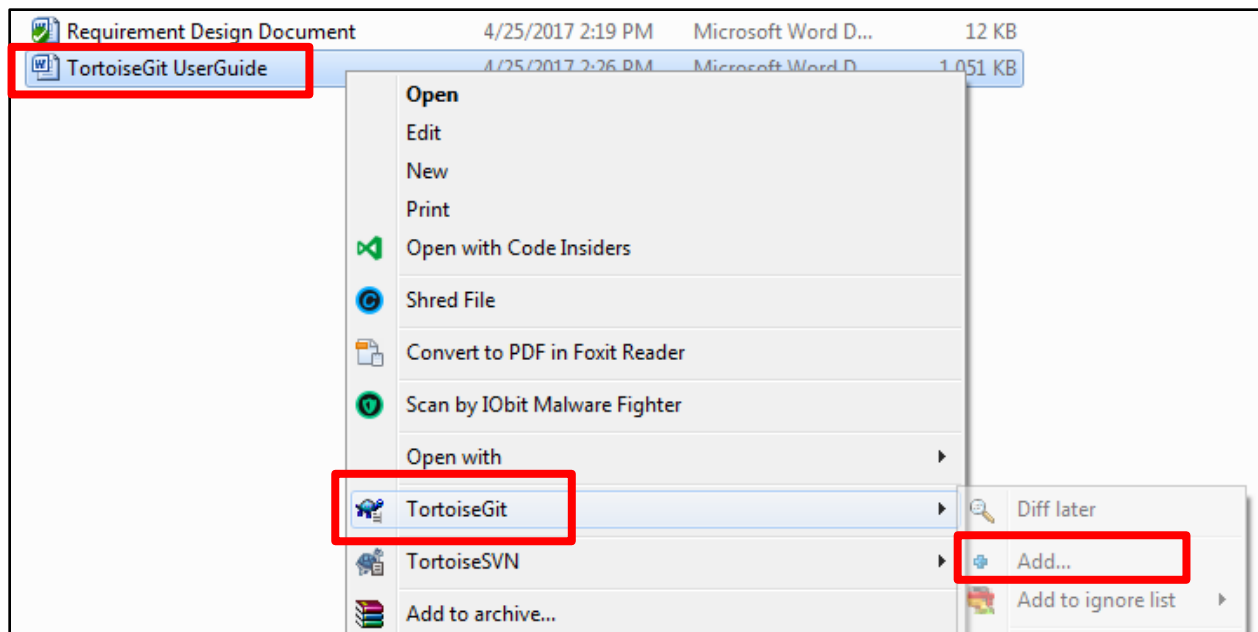 Requirement Design Document 4/25/2017 2:19 PM Microsoft Word D... 12 KB
TortoiseGit UserGuide 4/25/2017 2:26 PM Microsoft Word D... 1,051 KB
Open
Edit
New
Print
Open with Code Insiders
Shred File
Convert to PDF in Foxit Reader
Scan by IObit Malware Fighter
Open with
TortoiseGit
Diff later
TortoiseSVN
Add...
Add to ignore list
Add to archive...